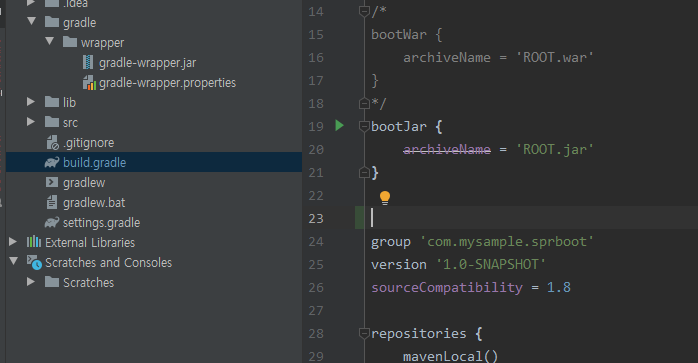 .idea
gradle
wrapper
gradle-wrapper.jar
gradle-wrapper.properties
lib
src
.gitignore
build.gradle
gradlew
gradlew.bat
settings.gradle
External Libraries
Scratches and Consoles
Scratches
14 /*
15 bootWar {
16 archiveName = 'ROOT.war'
17 }
18 */
19 bootJar {
20 archiveName = 'ROOT.jar'
21 }
22
23
24 group 'com.mysample.sprboot'
25 version '1.0-SNAPSHOT'
26 sourceCompatibility = 1.8
27
28 repositories {
29 mavenLocal()